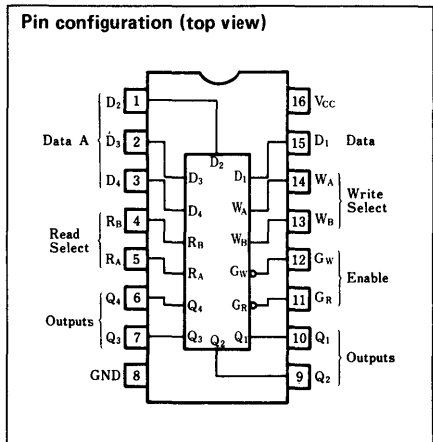 Pin configuration (top view)
D₂ 1 16 VCC
Data A D₃ 2 15 D₁ Data
D₂
D₄ 3 D₃ D₁ 14 WA
D₄ WA Write Select
RB 4 RB WB 13 WB
Read Select
RA 5 RA GW 12 GW
Enable
Q₄ 6 Q₄ GR 11 GR
Outputs
Q₃ 7 Q₃ Q₂ Q₁ 10 Q₁
Outputs
GND 8 9 Q₂